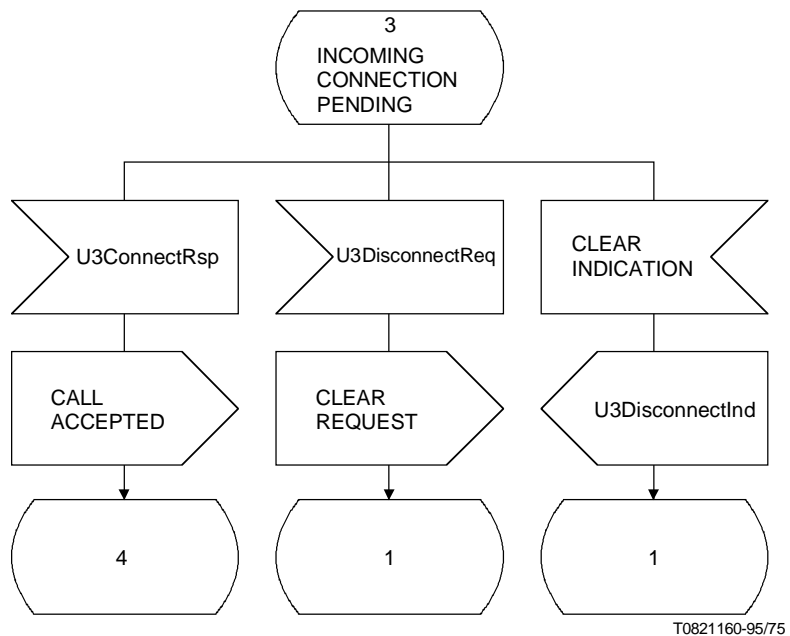 3
INCOMING
CONNECTION
PENDING
U3ConnectRsp
U3DisconnectReq
CLEAR
INDICATION
CALL
ACCEPTED
CLEAR
REQUEST
U3DisconnectInd
4
1
1
T0821160-95/75